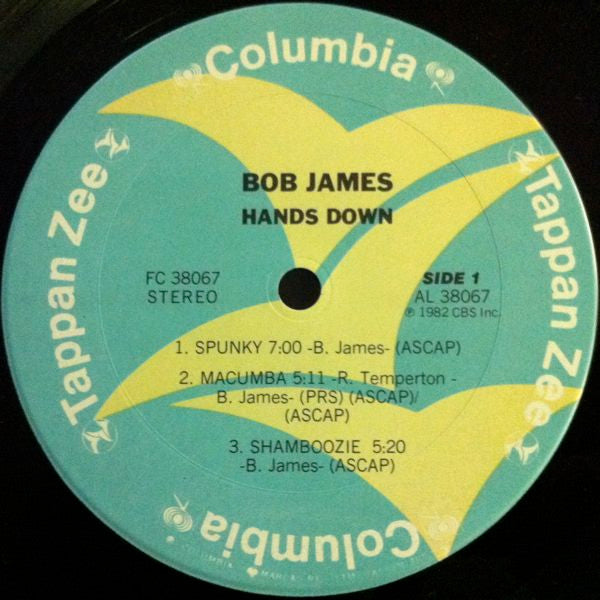 Columbia
Tappan Zee
Tappan Zee
BOB JAMES
HANDS DOWN
FC 38067
STEREO
SIDE 1
AL 38067
℗ 1982 CBS Inc.
1. SPUNKY 7:00 -B. James- (ASCAP)
2. MACUMBA 5:11 -R. Temperton -
B. James- (PRS) (ASCAP)/
(ASCAP)
3. SHAMBOOZIE 5:20
-B. James- (ASCAP)
Columbia